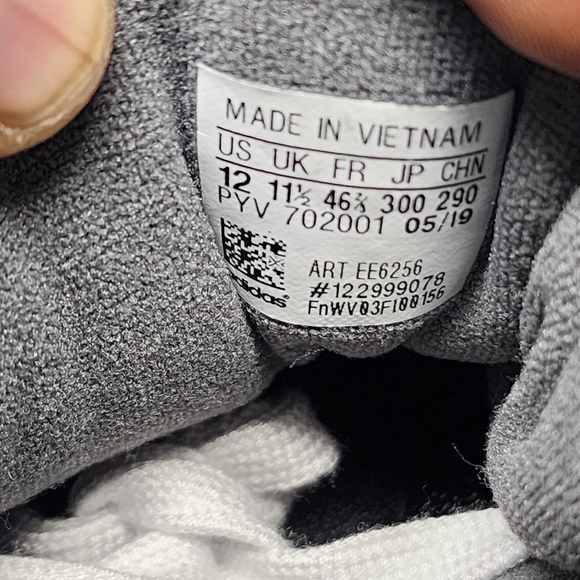 MADE IN VIETNAM
US UK FR JP CHN
12 11½ 46⅔ 300 290
PYV 702001 05/19
ART EE6256
#122999078
adidas
FnWV03Fl00156